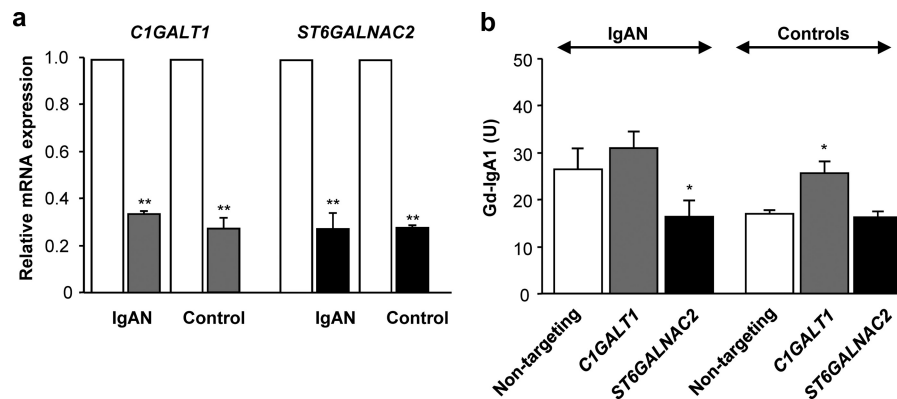 a
C1GALT1 ST6GALNAC2
Relative mRNA expression
1.0
0.8
0.6
0.4
0.2
0
** ** ** **
IgAN Control IgAN Control
b
IgAN Controls
Gd-IgA1 (U)
50
40
30
20
10
0
* *
Non-targeting
C1GALT1
ST6GALNAC2
Non-targeting
C1GALT1
ST6GALNAC2